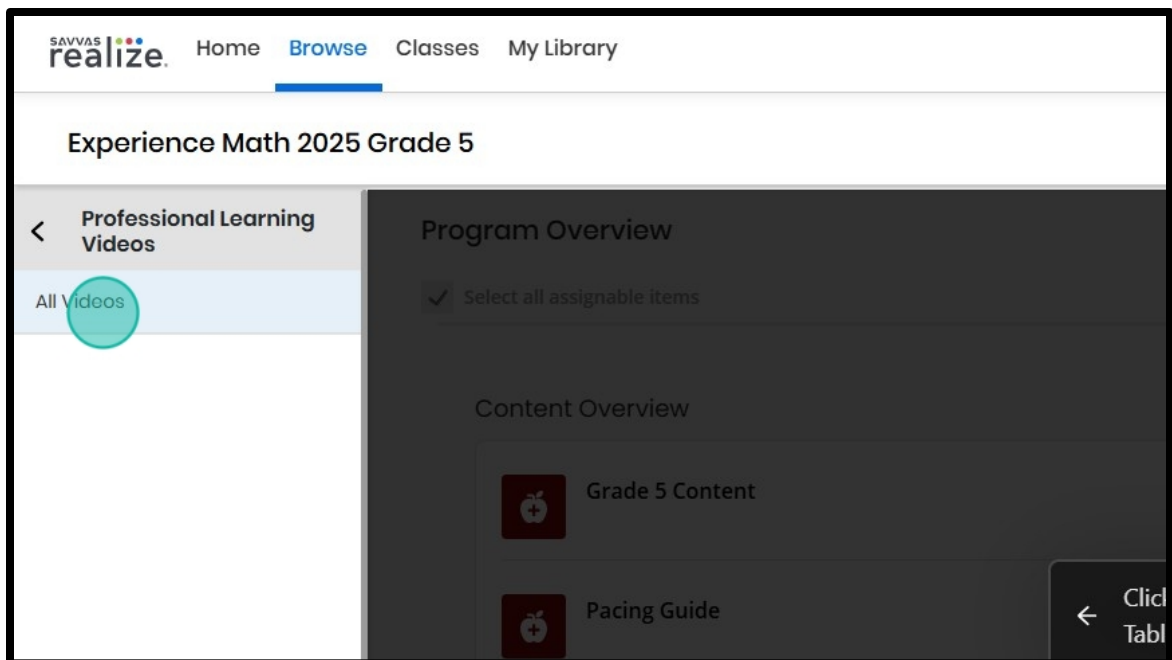 SAVVAS realize. Home Browse Classes My Library
Experience Math 2025 Grade 5
Professional Learning
Videos
Program Overview
All Videos
Select all assignable items
Content Overview
Grade 5 Content
Pacing Guide